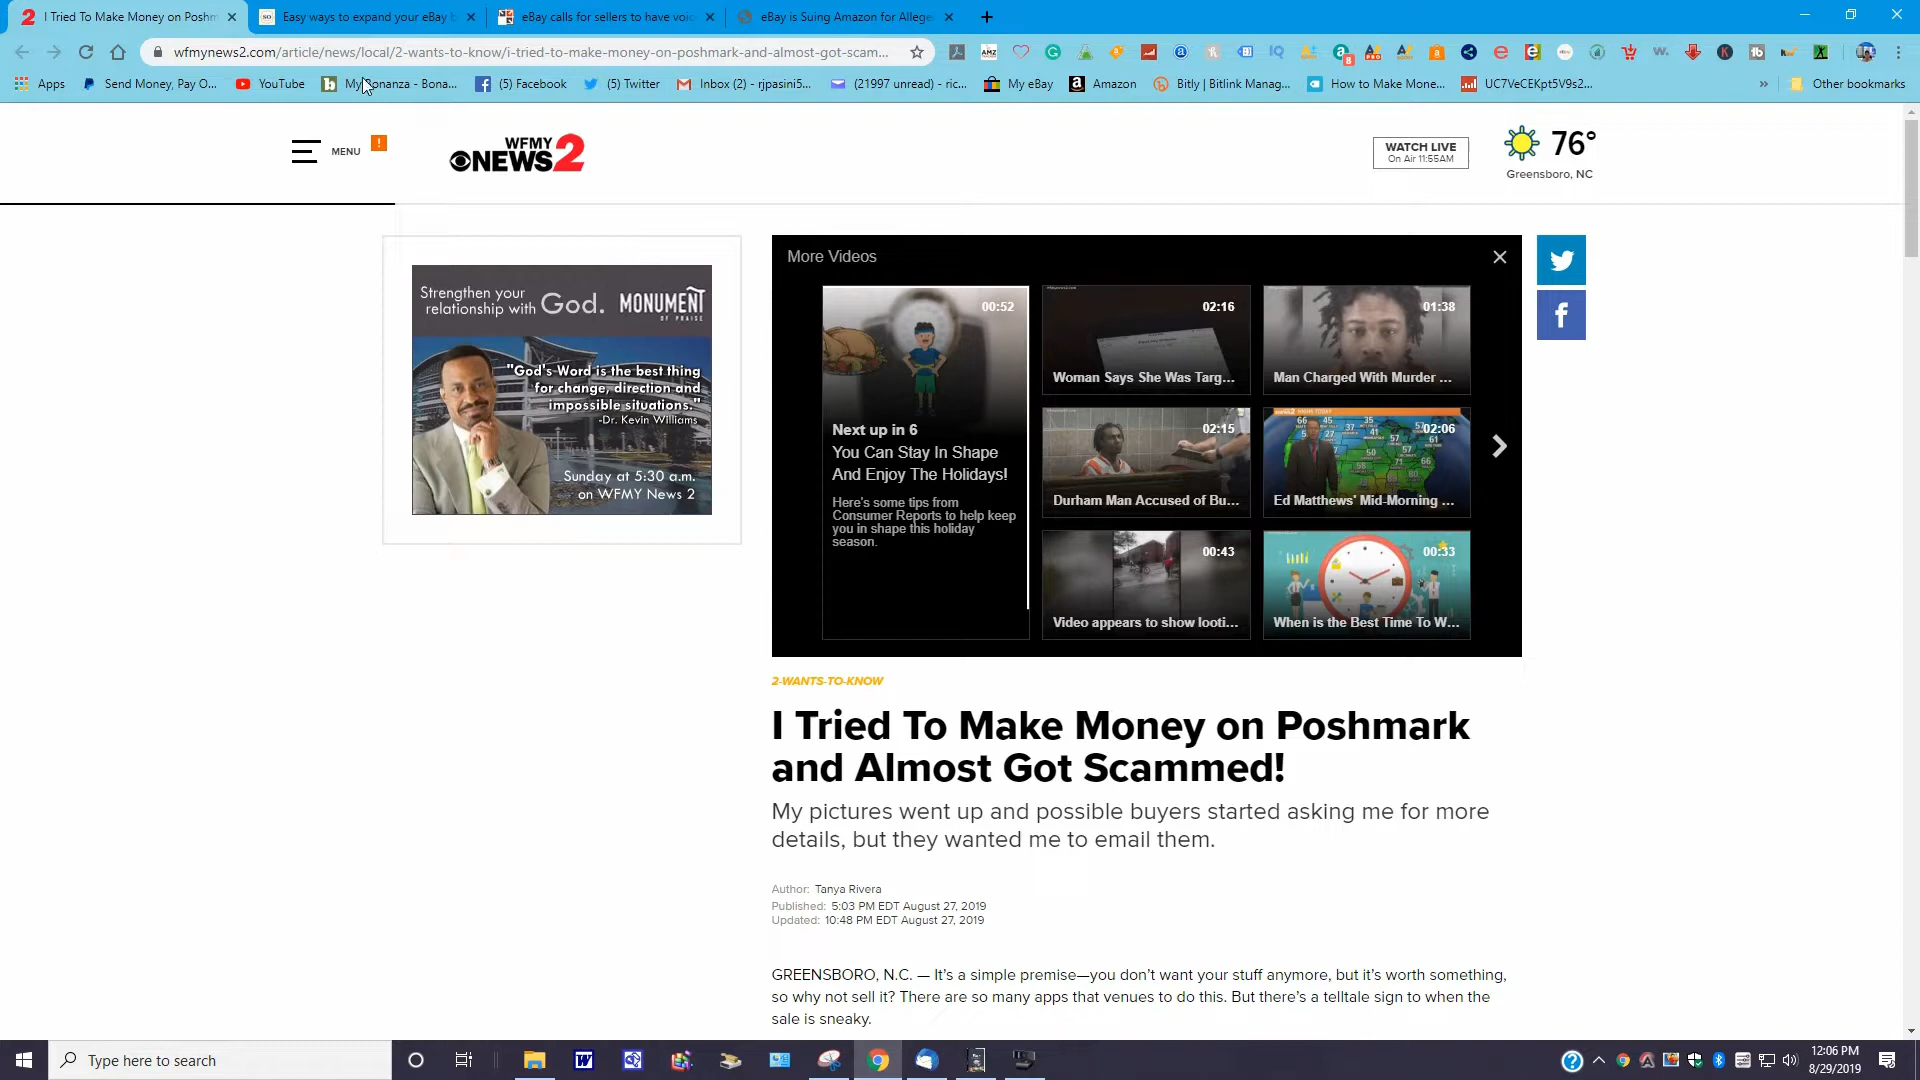 I Tried To Make Money on Poshm
Easy ways to expand your eBay b
eBay calls for sellers to have voi
eBay is Suing Amazon for Allege
wfmynews2.com/article/news/local/2-wants-to-know/i-tried-to-make-money-on-poshmark-and-almost-got-scam...
Apps
Send Money, Pay O...
YouTube
My Bonanza - Bona...
(5) Facebook
(5) Twitter
Inbox (2) - rjpasini5...
(21997 unread) - ric...
My eBay
Amazon
Bitly | Bitlink Manag...
How to Make Mone...
UC7VeCEKpt5V9s2...
Other bookmarks
MENU
WFMY
NEWS 2
WATCH LIVE
On Air 11:55AM
76°
Greensboro, NC
Strengthen your
relationship with God.
MONUMENT
OF PRAISE
"God's Word is the best thing
for change, direction and
impossible situations."
-Dr. Kevin Williams
Sunday at 5:30 a.m.
on WFMY News 2
More Videos
00:52
Next up in 6
You Can Stay In Shape
And Enjoy The Holidays!
Here's some tips from
Consumer Reports to help keep
you in shape this holiday
season.
02:16
Woman Says She Was Targ...
01:38
Man Charged With Murder ...
02:15
Durham Man Accused of Bu...
02:06
Ed Matthews' Mid-Morning ...
00:43
Video appears to show looti...
00:33
When is the Best Time To W...
2-WANTS-TO-KNOW
I Tried To Make Money on Poshmark
and Almost Got Scammed!
My pictures went up and possible buyers started asking me for more
details, but they wanted me to email them.
Author: Tanya Rivera
Published: 5:03 PM EDT August 27, 2019
Updated: 10:48 PM EDT August 27, 2019
GREENSBORO, N.C. — It's a simple premise—you don't want your stuff anymore, but it's worth something,
so why not sell it? There are so many apps that venues to do this. But there's a telltale sign to when the
sale is sneaky.
Type here to search
12:06 PM
8/29/2019